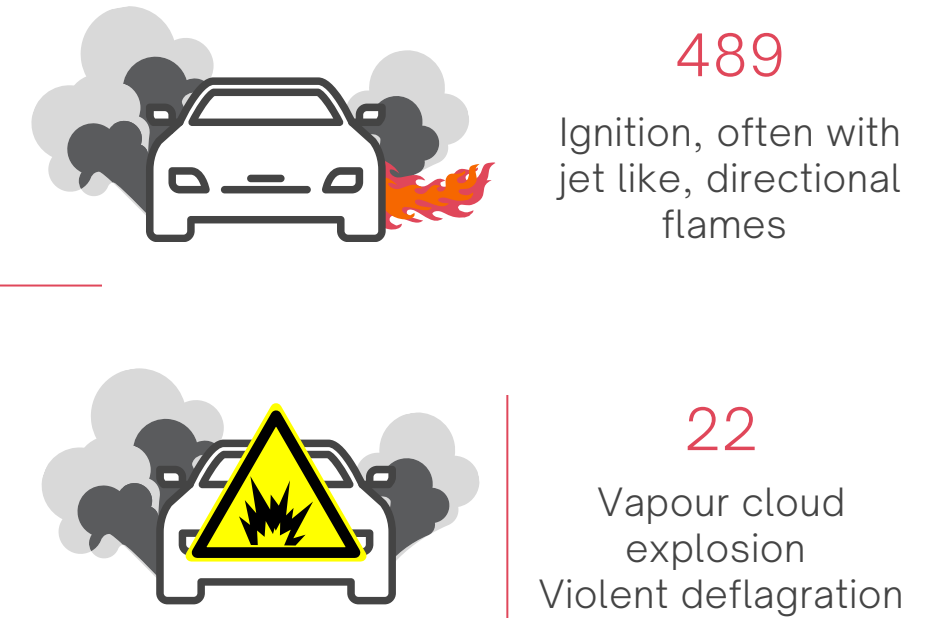 489
Ignition, often with
jet like, directional
flames
22
Vapour cloud
explosion
Violent deflagration